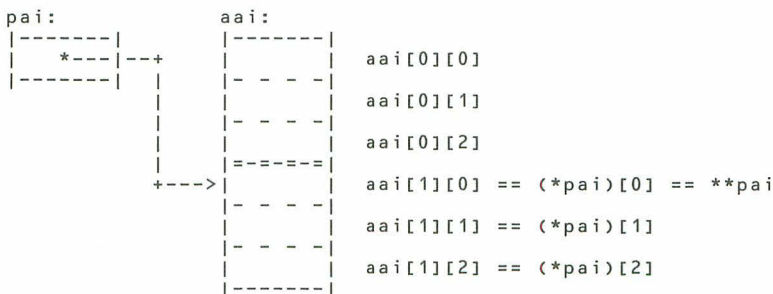 pai: aai:
|-------| |-------|
| *---|--+ | | aai[0][0]
|-------| | |- - - -|
| | | aai[0][1]
| |- - - -|
| | | aai[0][2]
| |=-=-=-=|
+--->| | aai[1][0] == (*pai)[0] == **pai
|- - - -|
| | aai[1][1] == (*pai)[1]
|- - - -|
| | aai[1][2] == (*pai)[2]
|-------|